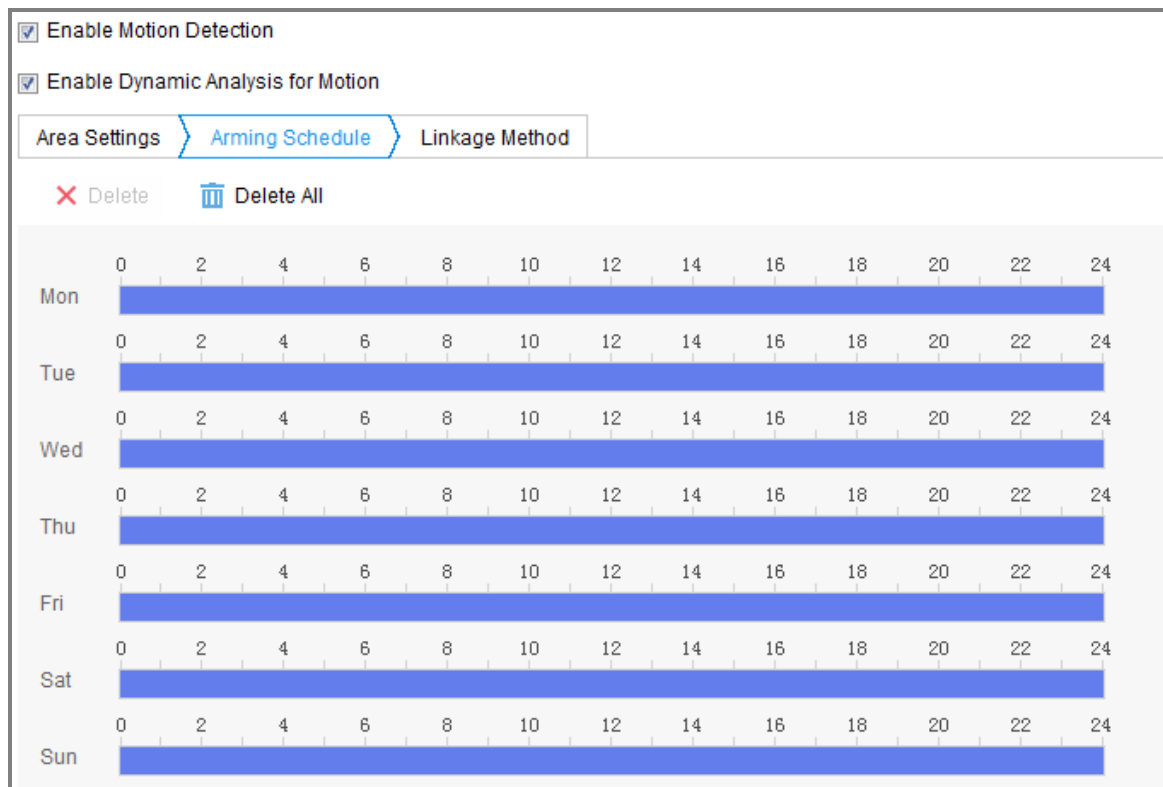 Enable Motion Detection
Enable Dynamic Analysis for Motion
Area Settings Arming Schedule Linkage Method
Delete Delete All
0 2 4 6 8 10 12 14 16 18 20 22 24
Mon
0 2 4 6 8 10 12 14 16 18 20 22 24
Tue
0 2 4 6 8 10 12 14 16 18 20 22 24
Wed
0 2 4 6 8 10 12 14 16 18 20 22 24
Thu
0 2 4 6 8 10 12 14 16 18 20 22 24
Fri
0 2 4 6 8 10 12 14 16 18 20 22 24
Sat
0 2 4 6 8 10 12 14 16 18 20 22 24
Sun